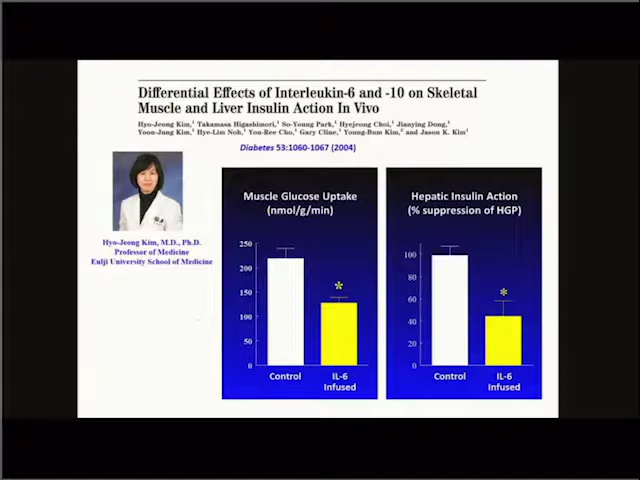 Differential Effects of Interleukin-6 and -10 on Skeletal
Muscle and Liver Insulin Action In Vivo
Hyo-Jeong Kim,¹ Takamasa Higashimori,¹ So-Young Park,¹ Hyejeong Choi,¹ Jianying Dong,¹
Yoon-Jung Kim,¹ Hye-Lim Noh,¹ You-Ree Cho,¹ Gary Cline,¹ Young-Bum Kim,² and Jason K. Kim¹
Diabetes 53:1060-1067 (2004)
Hyo-Jeong Kim, M.D., Ph.D.
Professor of Medicine
Eulji University School of Medicine
Muscle Glucose Uptake
(nmol/g/min)
250
200
150
100
50
0
*
Control
IL-6
Infused
Hepatic Insulin Action
(% suppression of HGP)
100
80
60
40
20
0
*
Control
IL-6
Infused